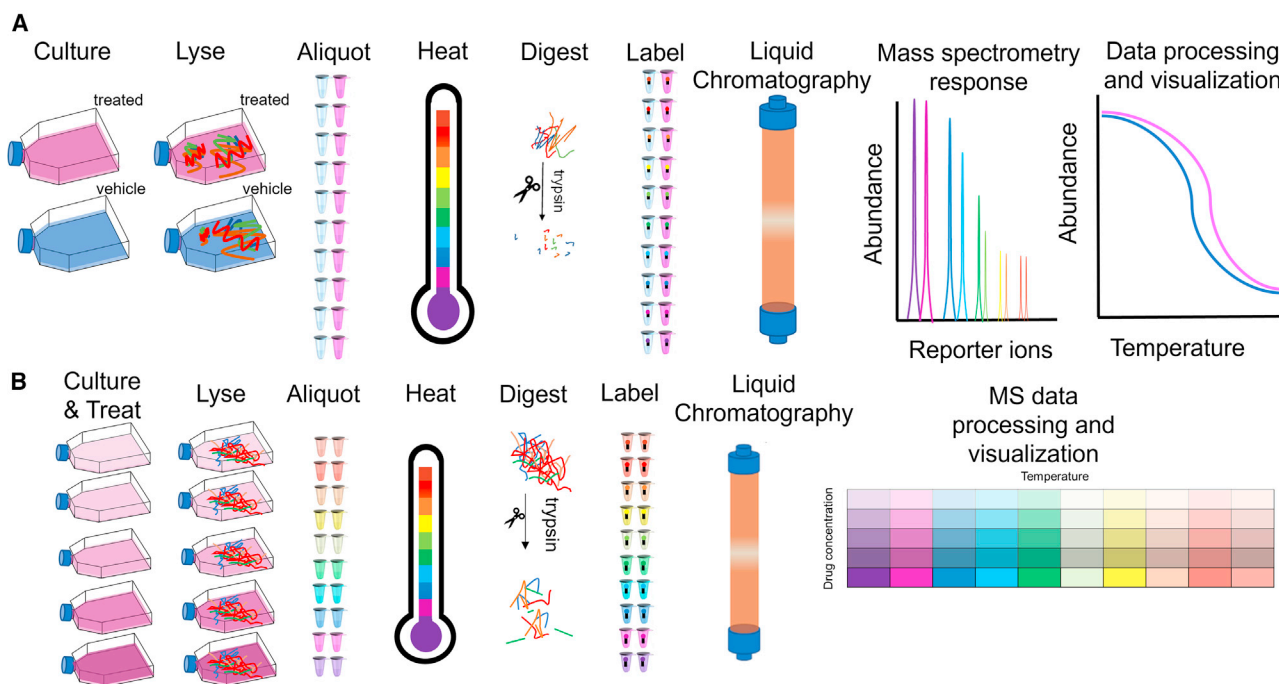 A
Culture
Lyse
Aliquot
Heat
Digest
Label
Liquid
Chromatography
Mass spectrometry
response
Data processing
and visualization
treated
vehicle
treated
vehicle
trypsin
Abundance
Reporter ions
Abundance
Temperature
B
Culture
& Treat
Lyse
Aliquot
Heat
Digest
Label
Liquid
Chromatography
MS data
processing and
visualization
trypsin
Temperature
Drug concentration